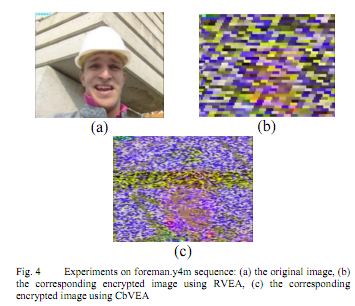 (a)
(b)
(c)
Fig. 4 Experiments on foreman.y4m sequence: (a) the original image, (b)
the corresponding encrypted image using RVEA, (c) the corresponding
encrypted image using CbVEA